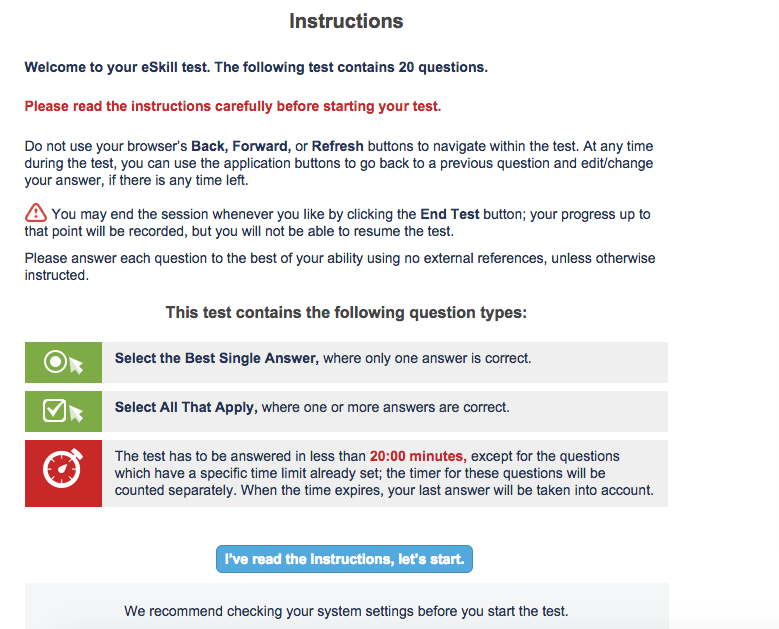 Instructions
Welcome to your eSkill test. The following test contains 20 questions.
Please read the instructions carefully before starting your test.
Do not use your browser's Back, Forward, or Refresh buttons to navigate within the test. At any time
during the test, you can use the application buttons to go back to a previous question and edit/change
your answer, if there is any time left.
You may end the session whenever you like by clicking the End Test button; your progress up to
that point will be recorded, but you will not be able to resume the test.
Please answer each question to the best of your ability using no external references, unless otherwise
instructed.
This test contains the following question types:
Select the Best Single Answer, where only one answer is correct.
Select All That Apply, where one or more answers are correct.
The test has to be answered in less than 20:00 minutes, except for the questions
which have a specific time limit already set; the timer for these questions will be
counted separately. When the time expires, your last answer will be taken into account.
I've read the instructions, let's start.
We recommend checking your system settings before you start the test.